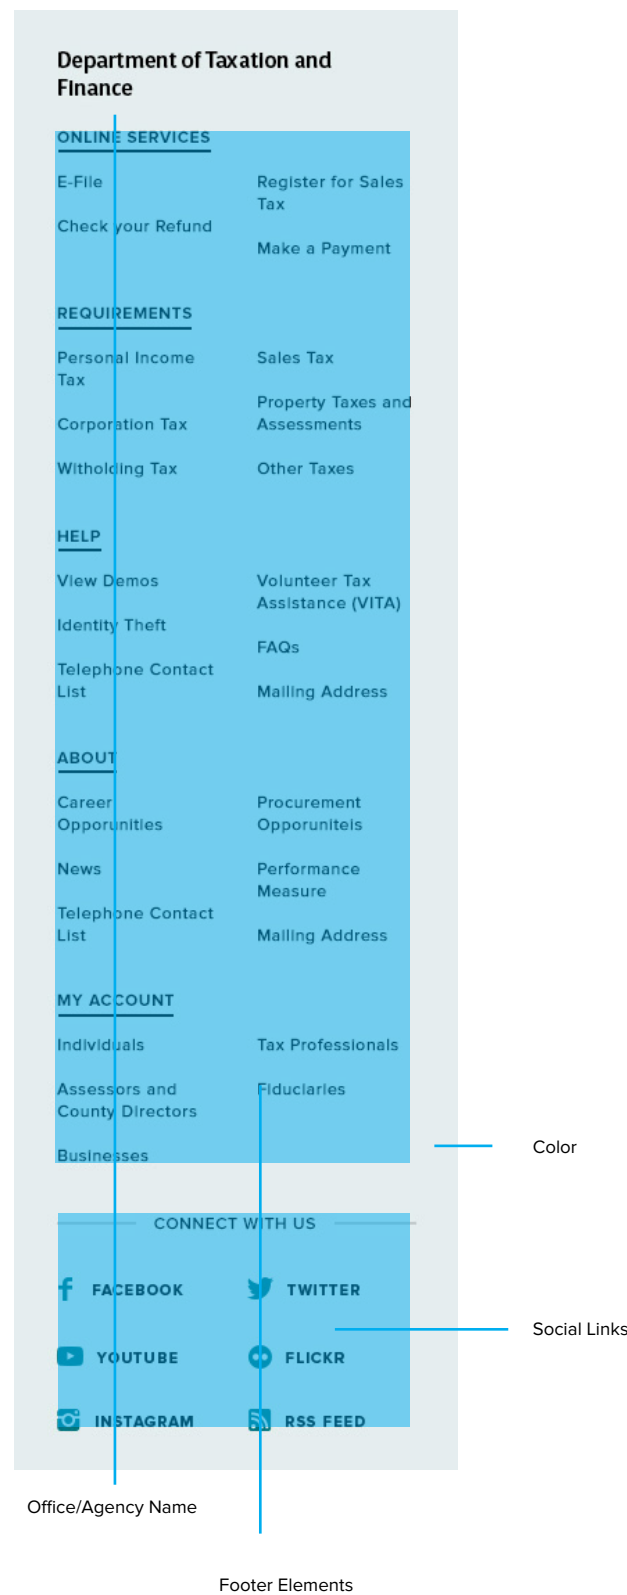 Department of Taxation and
Finance
ONLINE SERVICES
E-File
Check your Refund
Register for Sales
Tax
Make a Payment
REQUIREMENTS
Personal Income
Tax
Corporation Tax
Witholding Tax
Sales Tax
Property Taxes and
Assessments
Other Taxes
HELP
View Demos
Identity Theft
Telephone Contact
List
Volunteer Tax
Assistance (VITA)
FAQs
Mailing Address
ABOUT
Career
Opporunities
News
Telephone Contact
List
Procurement
Opporuniteis
Performance
Measure
Mailing Address
MY ACCOUNT
Individuals
Assessors and
County Directors
Businesses
Tax Professionals
Fiduciaries
Color
CONNECT WITH US
FACEBOOK
TWITTER
YOUTUBE
FLICKR
INSTAGRAM
RSS FEED
Social Links
Office/Agency Name
Footer Elements